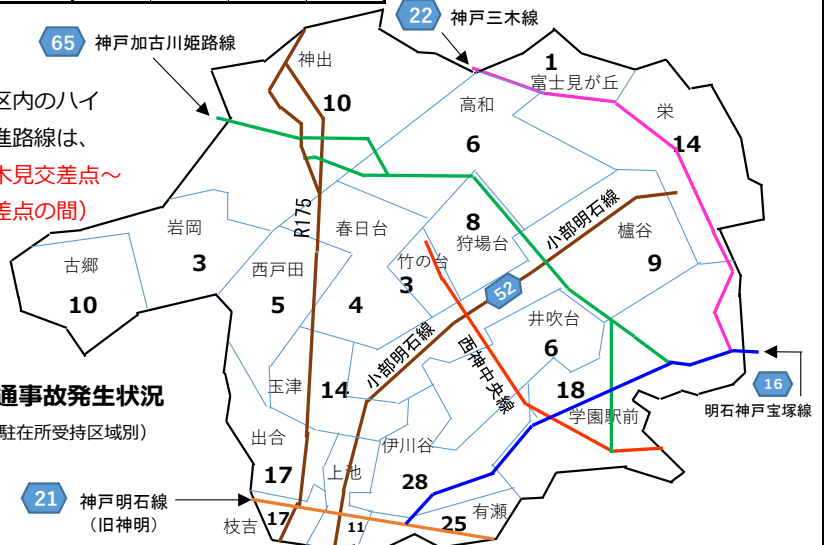 22 神戸三木線
65 神戸加古川姫路線
神出
10
1
富士見が丘
栄
14
高和
6
区内のハイ
進路線は、
木見交差点～
差点の間）
R175
岩岡
3
古郷
10
西戸田
5
春日台
4
竹の台
3
8
狩場台
小部明石線
櫨谷
9
52
井吹台
6
小部明石線
西神中央線
18
学園駅前
16
明石神戸宝塚線
通事故発生状況
駐在所受持区域別）
玉津
14
出合
17
上池
伊川谷
28
21 神戸明石線
（旧神明）
枝吉
17
11
25
有瀬